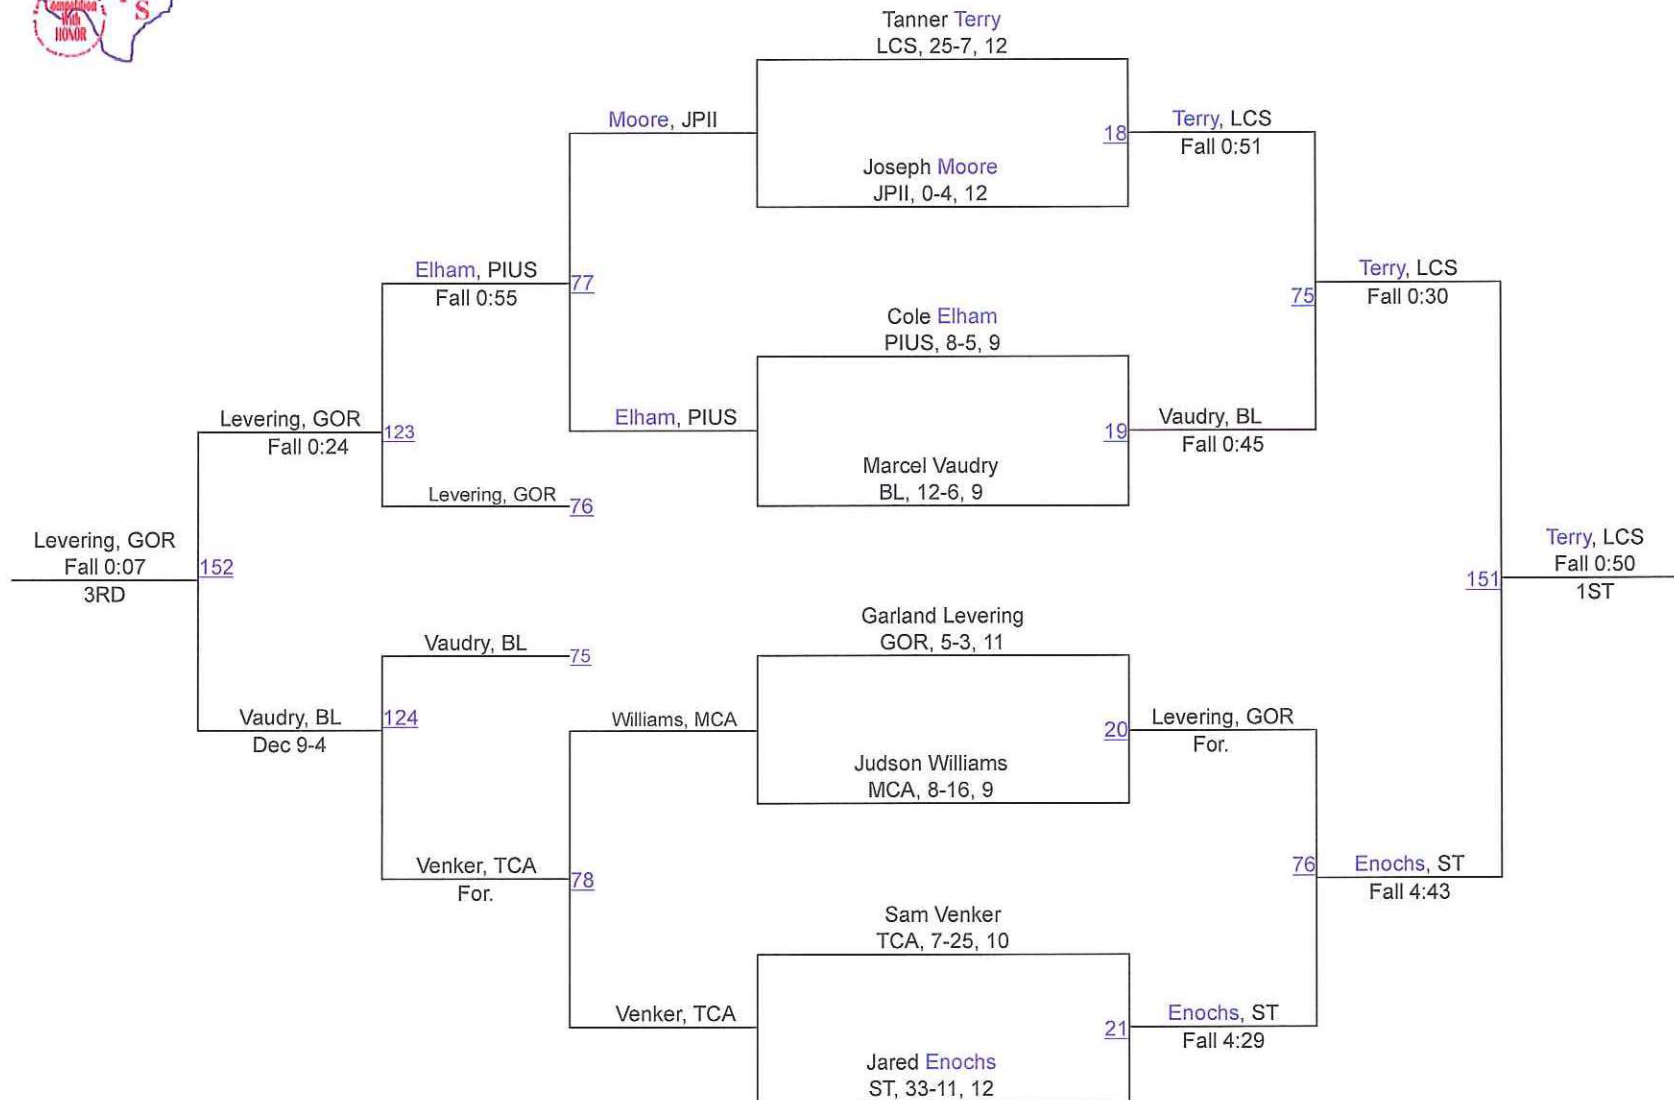 Competition
With
HONOR
S
Tanner Terry
LCS, 25-7, 12
Moore, JPII
18
Terry, LCS
Fall 0:51
Joseph Moore
JPII, 0-4, 12
Elham, PIUS
Fall 0:55
77
Terry, LCS
Fall 0:30
75
Cole Elham
PIUS, 8-5, 9
Levering, GOR
Fall 0:24
123
Elham, PIUS
19
Vaudry, BL
Fall 0:45
Marcel Vaudry
BL, 12-6, 9
Levering, GOR
76
Levering, GOR
Fall 0:07
3RD
152
151
Terry, LCS
Fall 0:50
1ST
Garland Levering
GOR, 5-3, 11
Vaudry, BL
75
Vaudry, BL
Dec 9-4
124
Williams, MCA
20
Levering, GOR
For.
Judson Williams
MCA, 8-16, 9
Venker, TCA
For.
78
76
Enochs, ST
Fall 4:43
Sam Venker
TCA, 7-25, 10
Venker, TCA
21
Enochs, ST
Fall 4:29
Jared Enochs
ST, 33-11, 12